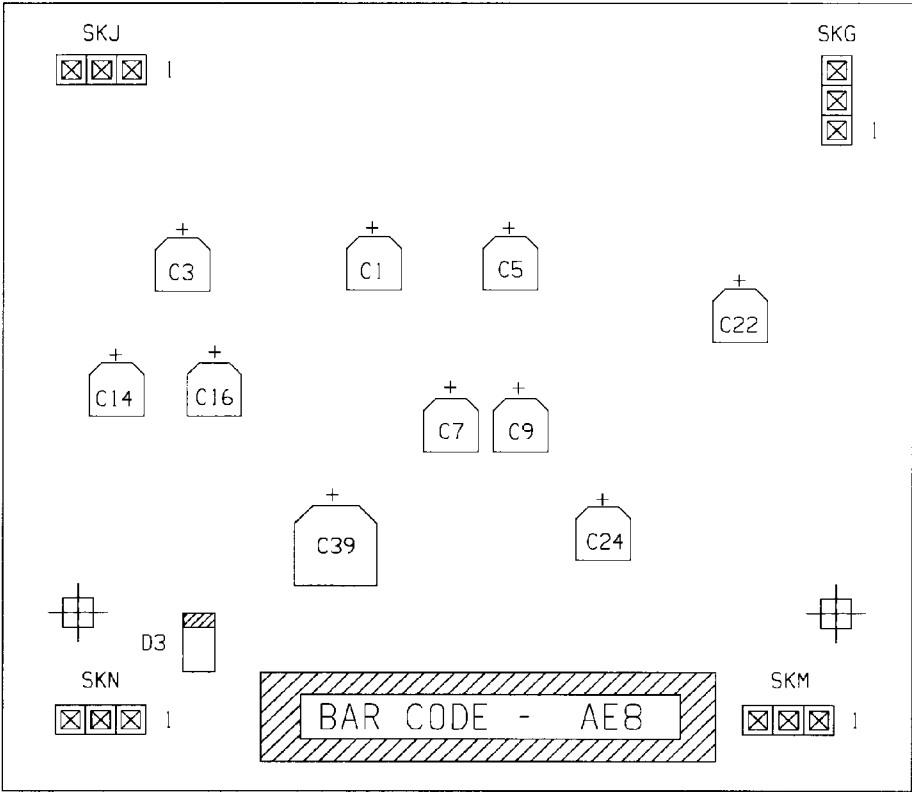 SKJ
1
SKG
1
+
C3
+
C1
+
C5
+
C22
+
C14
+
C16
+
C7
+
C9
+
C39
+
C24
D3
SKN
1
BAR CODE - AE8
SKM
1